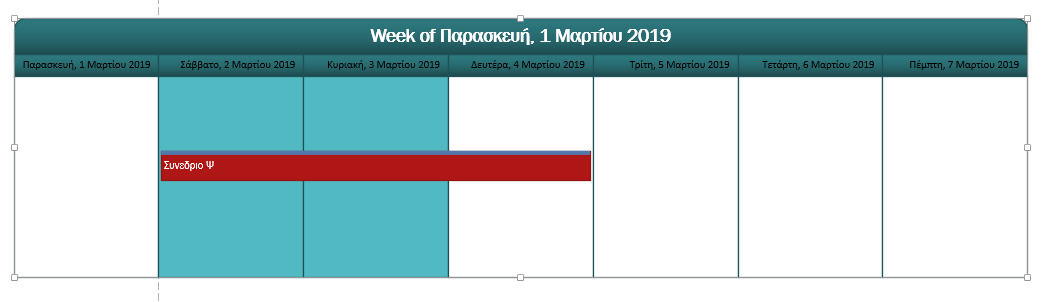 Week of Παρασκευή, 1 Μαρτίου 2019
Παρασκευή, 1 Μαρτίου 2019 Σάββατο, 2 Μαρτίου 2019 Κυριακή, 3 Μαρτίου 2019 Δευτέρα, 4 Μαρτίου 2019 Τρίτη, 5 Μαρτίου 2019 Τετάρτη, 6 Μαρτίου 2019 Πέμπτη, 7 Μαρτίου 2019
Συνεδριο Ψ